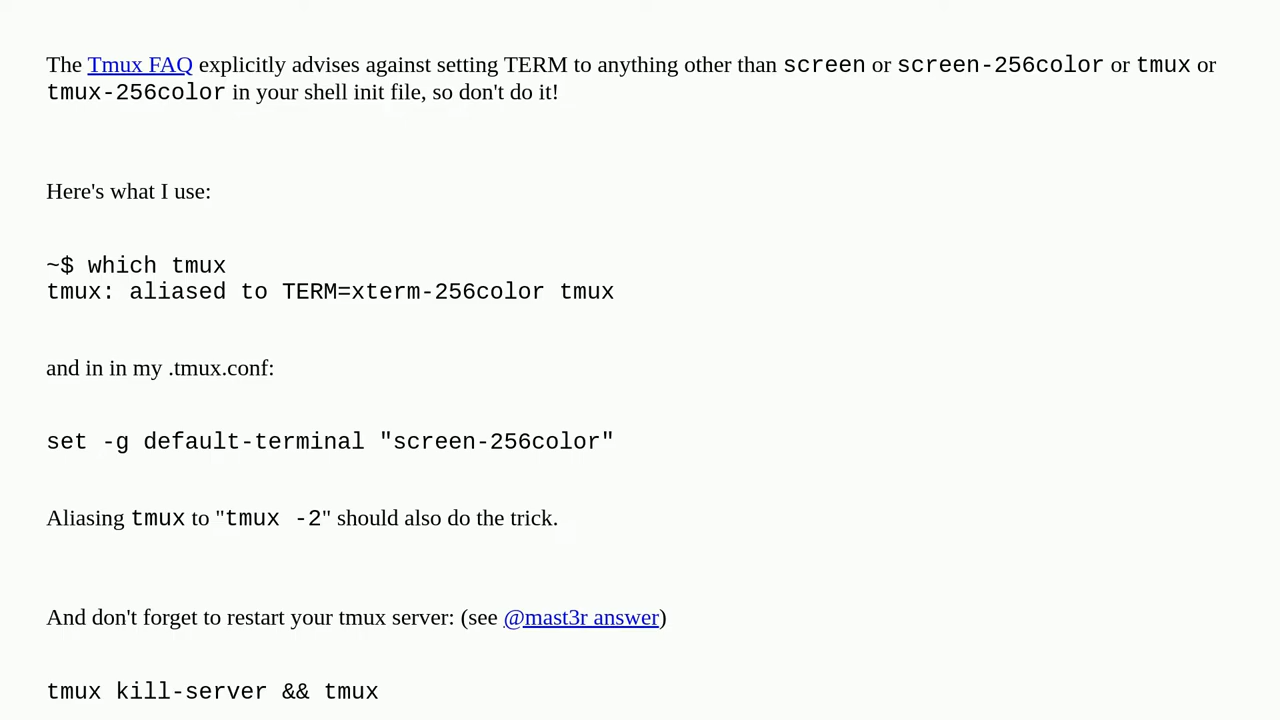 The Tmux FAQ explicitly advises against setting TERM to anything other than screen or screen-256color or tmux or
tmux-256color in your shell init file, so don't do it!
Here's what I use:
~$ which tmux
tmux: aliased to TERM=xterm-256color tmux
and in in my .tmux.conf:
set -g default-terminal "screen-256color"
Aliasing tmux to "tmux -2" should also do the trick.
And don't forget to restart your tmux server: (see @mast3r answer)
tmux kill-server && tmux